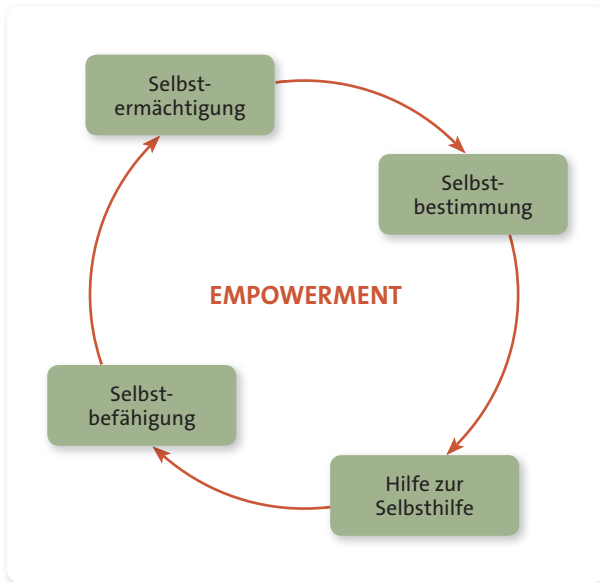 Selbst-
ermächtigung
Selbst-
bestimmung
EMPOWERMENT
Selbst-
befähigung
Hilfe zur
Selbsthilfe